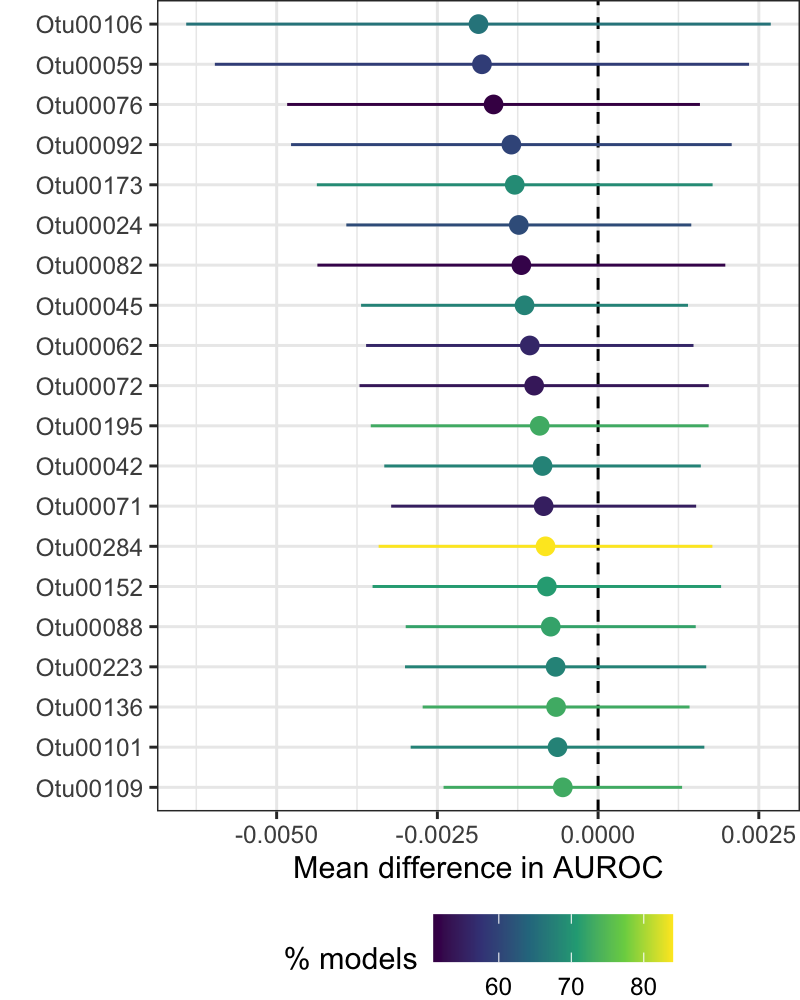 Otu00106
Otu00059
Otu00076
Otu00092
Otu00173
Otu00024
Otu00082
Otu00045
Otu00062
Otu00072
Otu00195
Otu00042
Otu00071
Otu00284
Otu00152
Otu00088
Otu00223
Otu00136
Otu00101
Otu00109
-0.0050 -0.0025 0.0000 0.0025
Mean difference in AUROC
% models
60 70 80